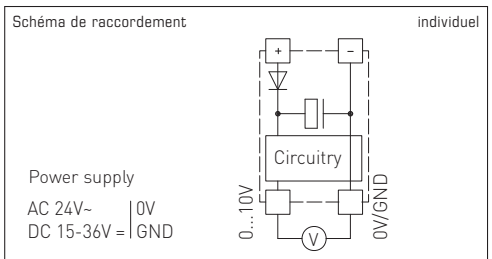 Schéma de raccordement
individuel
+ −
Circuitry
Power supply
AC 24V~ 0V
DC 15-36V = GND
0...10V
0V/GND
V